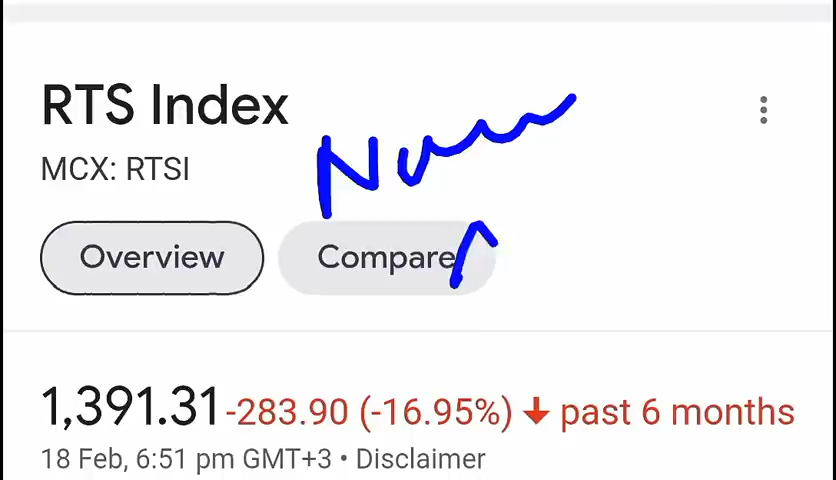 RTS Index
MCX: RTSI
Overview Compare
1,391.31 -283.90 (-16.95%) ↓ past 6 months
18 Feb, 6:51 pm GMT+3 • Disclaimer